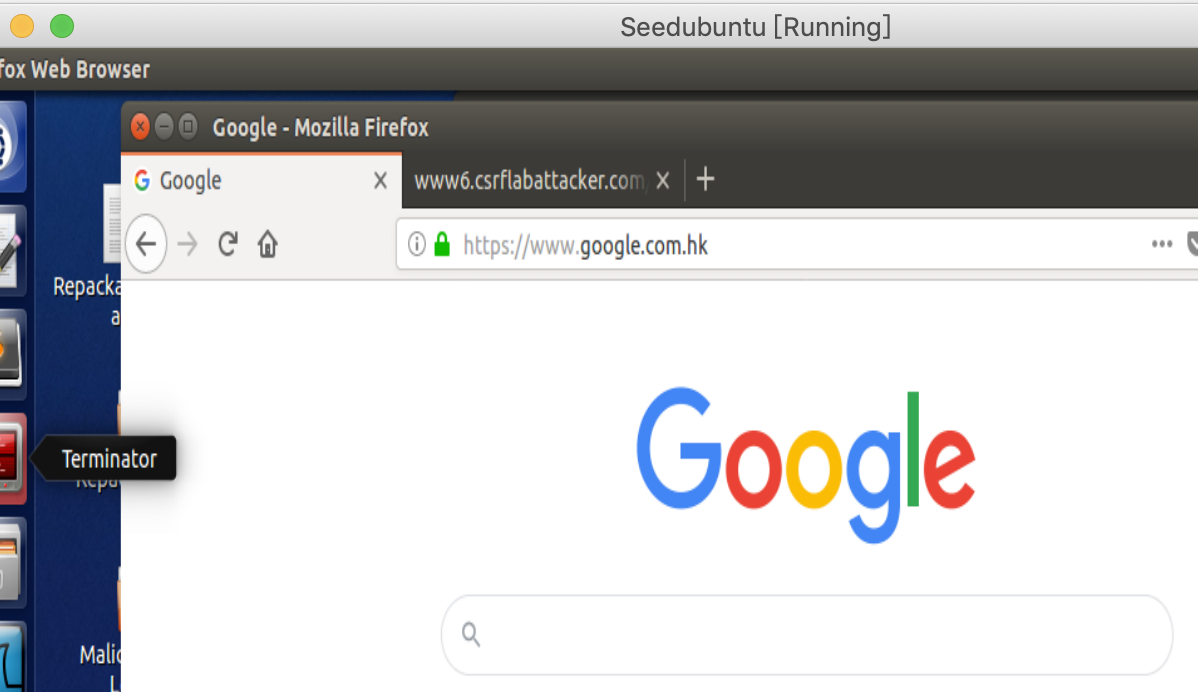 Seedubuntu [Running]
fox Web Browser
Google - Mozilla Firefox
Google
www6.csrflabattacker.com
https://www.google.com.hk
Repacka
a
Google
Terminator
Repa
Malic
L